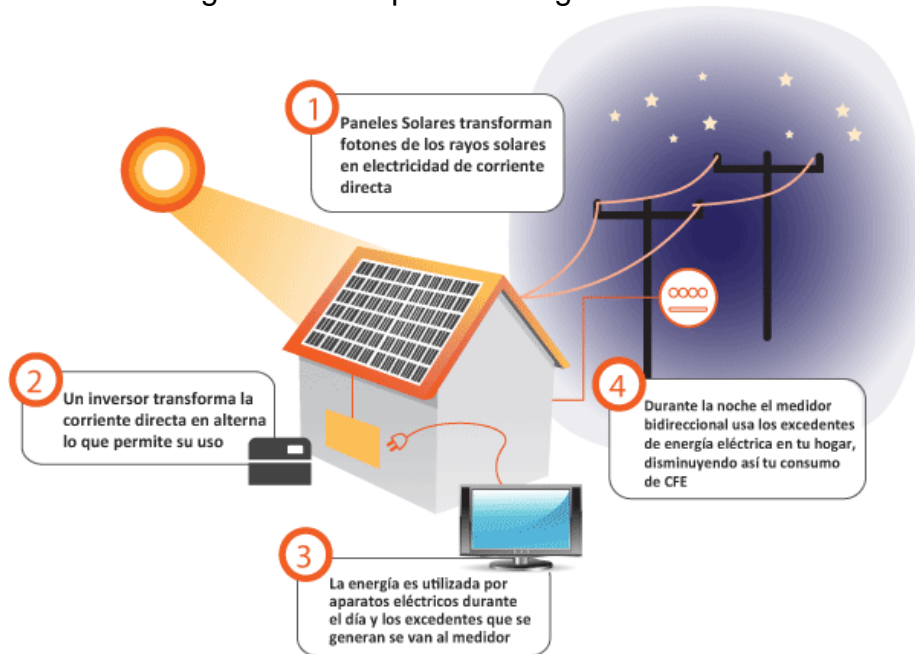 1
Paneles Solares transforman
fotones de los rayos solares
en electricidad de corriente
directa
2
Un inversor transforma la
corriente directa en alterna
lo que permite su uso
3
La energía es utilizada por
aparatos eléctricos durante
el día y los excedentes que se
generan se van al medidor
4
Durante la noche el medidor
bidireccional usa los excedentes
de energía eléctrica en tu hogar,
disminuyendo así tu consumo
de CFE